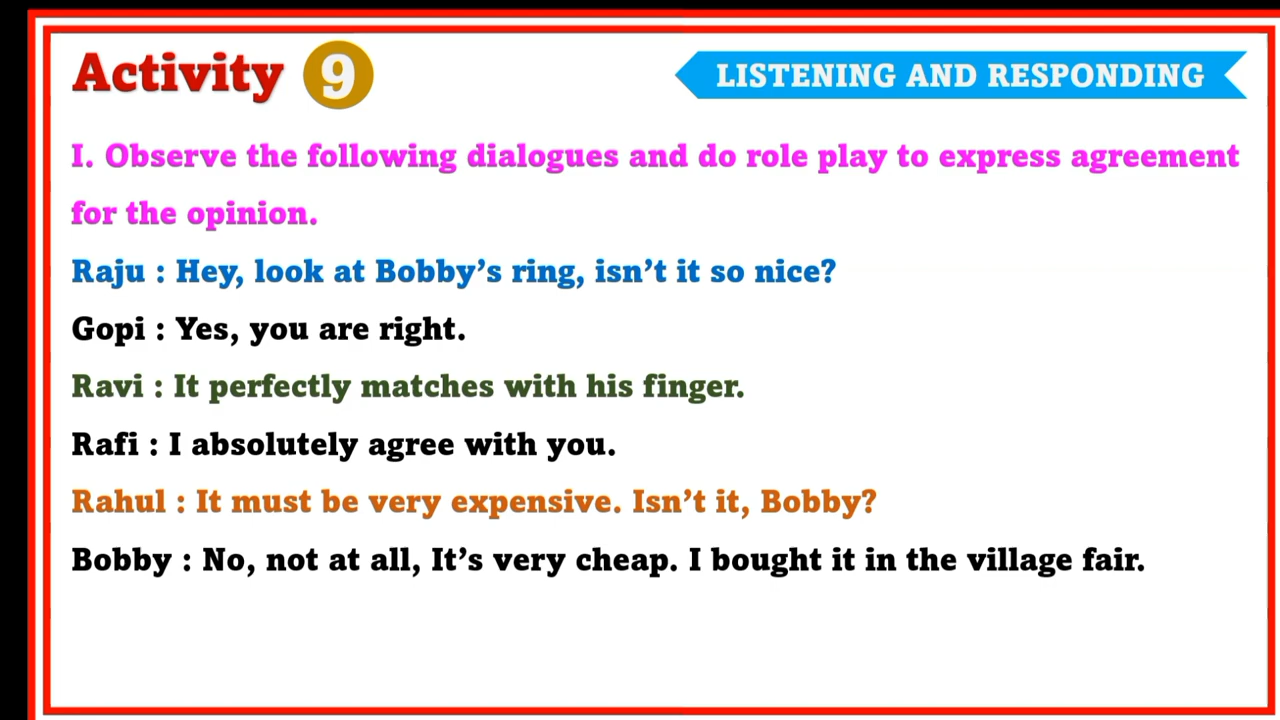 Activity 9
LISTENING AND RESPONDING
I. Observe the following dialogues and do role play to express agreement
for the opinion.
Raju : Hey, look at Bobby’s ring, isn’t it so nice?
Gopi : Yes, you are right.
Ravi : It perfectly matches with his finger.
Rafi : I absolutely agree with you.
Rahul : It must be very expensive. Isn’t it, Bobby?
Bobby : No, not at all, It’s very cheap. I bought it in the village fair.